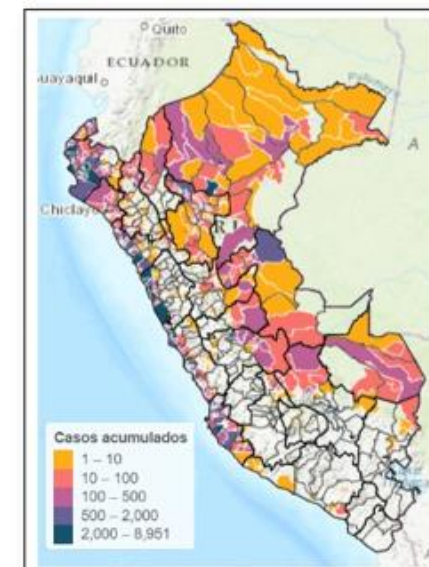 Quito
ECUADOR
uayaquil
Chiclayo
Casos acumulados
1 – 10
10 – 100
100 – 500
500 – 2,000
2,000 – 8,951